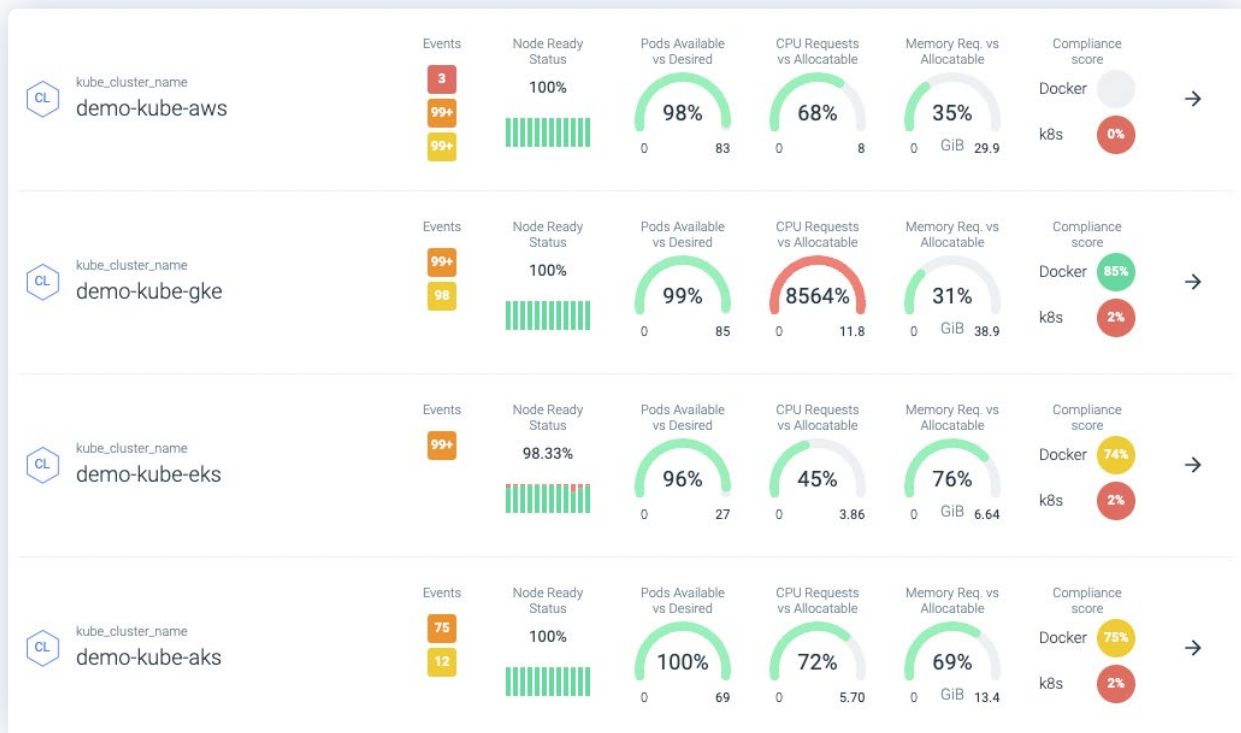 Events
Node Ready
Status
Pods Available
vs Desired
CPU Requests
vs Allocatable
Memory Req. vs
Allocatable
Compliance
score
CL
kube_cluster_name
demo-kube-aws
3
99+
99+
100%
98%
0 83
68%
0 8
35%
0 GiB 29.9
Docker
k8s 0%
Events
Node Ready
Status
Pods Available
vs Desired
CPU Requests
vs Allocatable
Memory Req. vs
Allocatable
Compliance
score
CL
kube_cluster_name
demo-kube-gke
99+
98
100%
99%
0 85
8564%
0 11.8
31%
0 GiB 38.9
Docker 85%
k8s 2%
Events
Node Ready
Status
Pods Available
vs Desired
CPU Requests
vs Allocatable
Memory Req. vs
Allocatable
Compliance
score
CL
kube_cluster_name
demo-kube-eks
99+
98.33%
96%
0 27
45%
0 3.86
76%
0 GiB 6.64
Docker 74%
k8s 2%
Events
Node Ready
Status
Pods Available
vs Desired
CPU Requests
vs Allocatable
Memory Req. vs
Allocatable
Compliance
score
CL
kube_cluster_name
demo-kube-aks
75
12
100%
100%
0 69
72%
0 5.70
69%
0 GiB 13.4
Docker 75%
k8s 2%